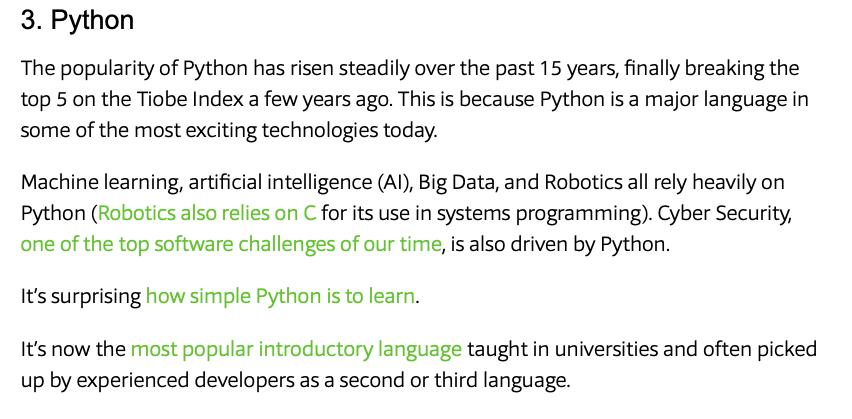 3. Python
The popularity of Python has risen steadily over the past 15 years, finally breaking the
top 5 on the Tiobe Index a few years ago. This is because Python is a major language in
some of the most exciting technologies today.
Machine learning, artificial intelligence (AI), Big Data, and Robotics all rely heavily on
Python (Robotics also relies on C for its use in systems programming). Cyber Security,
one of the top software challenges of our time, is also driven by Python.
It’s surprising how simple Python is to learn.
It’s now the most popular introductory language taught in universities and often picked
up by experienced developers as a second or third language.